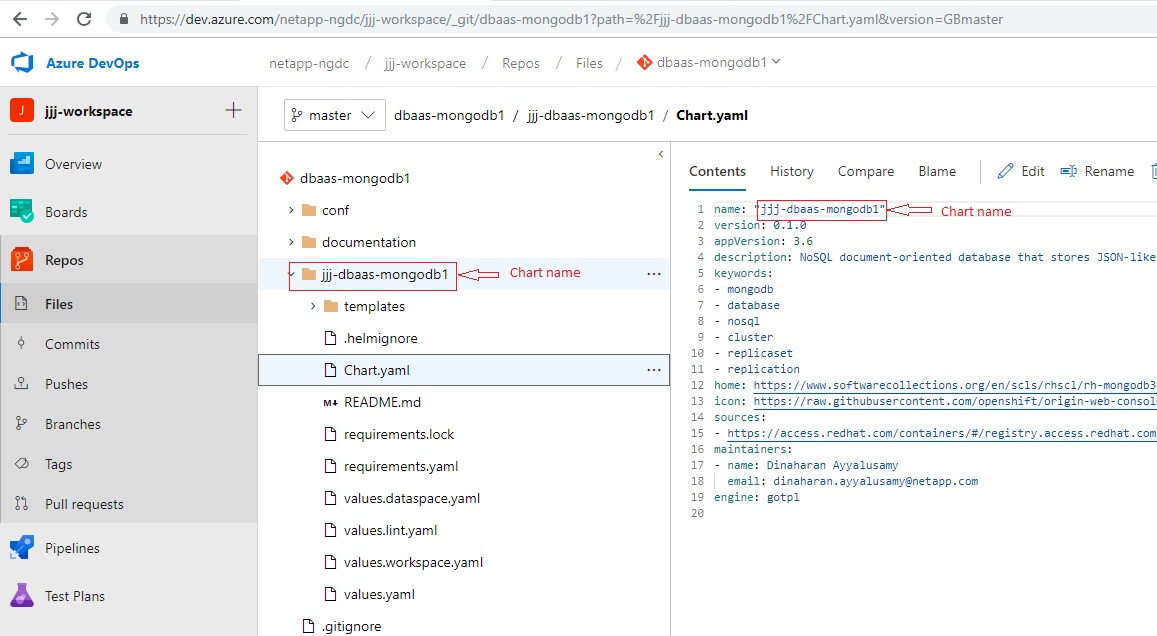 https://dev.azure.com/netapp-ngdc/jjj-workspace/_git/dbaas-mongodb1?path=%2Fjjj-dbaas-mongodb1%2FChart.yaml&version=GBmaster
Azure DevOps
netapp-ngdc / jjj-workspace / Repos / Files / dbaas-mongodb1
J jjj-workspace
master dbaas-mongodb1 / jjj-dbaas-mongodb1 / Chart.yaml
Overview
Boards
Repos
Files
Commits
Pushes
Branches
Tags
Pull requests
Pipelines
Test Plans
dbaas-mongodb1
conf
documentation
jjj-dbaas-mongodb1 Chart name
templates
.helmignore
Chart.yaml
M↓ README.md
requirements.lock
requirements.yaml
values.dataspace.yaml
values.lint.yaml
values.workspace.yaml
values.yaml
.gitignore
Contents History Compare Blame Edit Rename
1 name: "jjj-dbaas-mongodb1" Chart name
2 version: 0.1.0
3 appVersion: 3.6
4 description: NoSQL document-oriented database that stores JSON-like
5 keywords:
6 - mongodb
7 - database
8 - nosql
9 - cluster
10 - replicaset
11 - replication
12 home: https://www.softwarecollections.org/en/scls/rhscl/rh-mongodb3
13 icon: https://raw.githubusercontent.com/openshift/origin-web-consol
14 sources:
15 - https://access.redhat.com/containers/#/registry.access.redhat.com
16 maintainers:
17 - name: Dinaharan Ayyalusamy
18 email: dinaharan.ayyalusamy@netapp.com
19 engine: gotpl
20